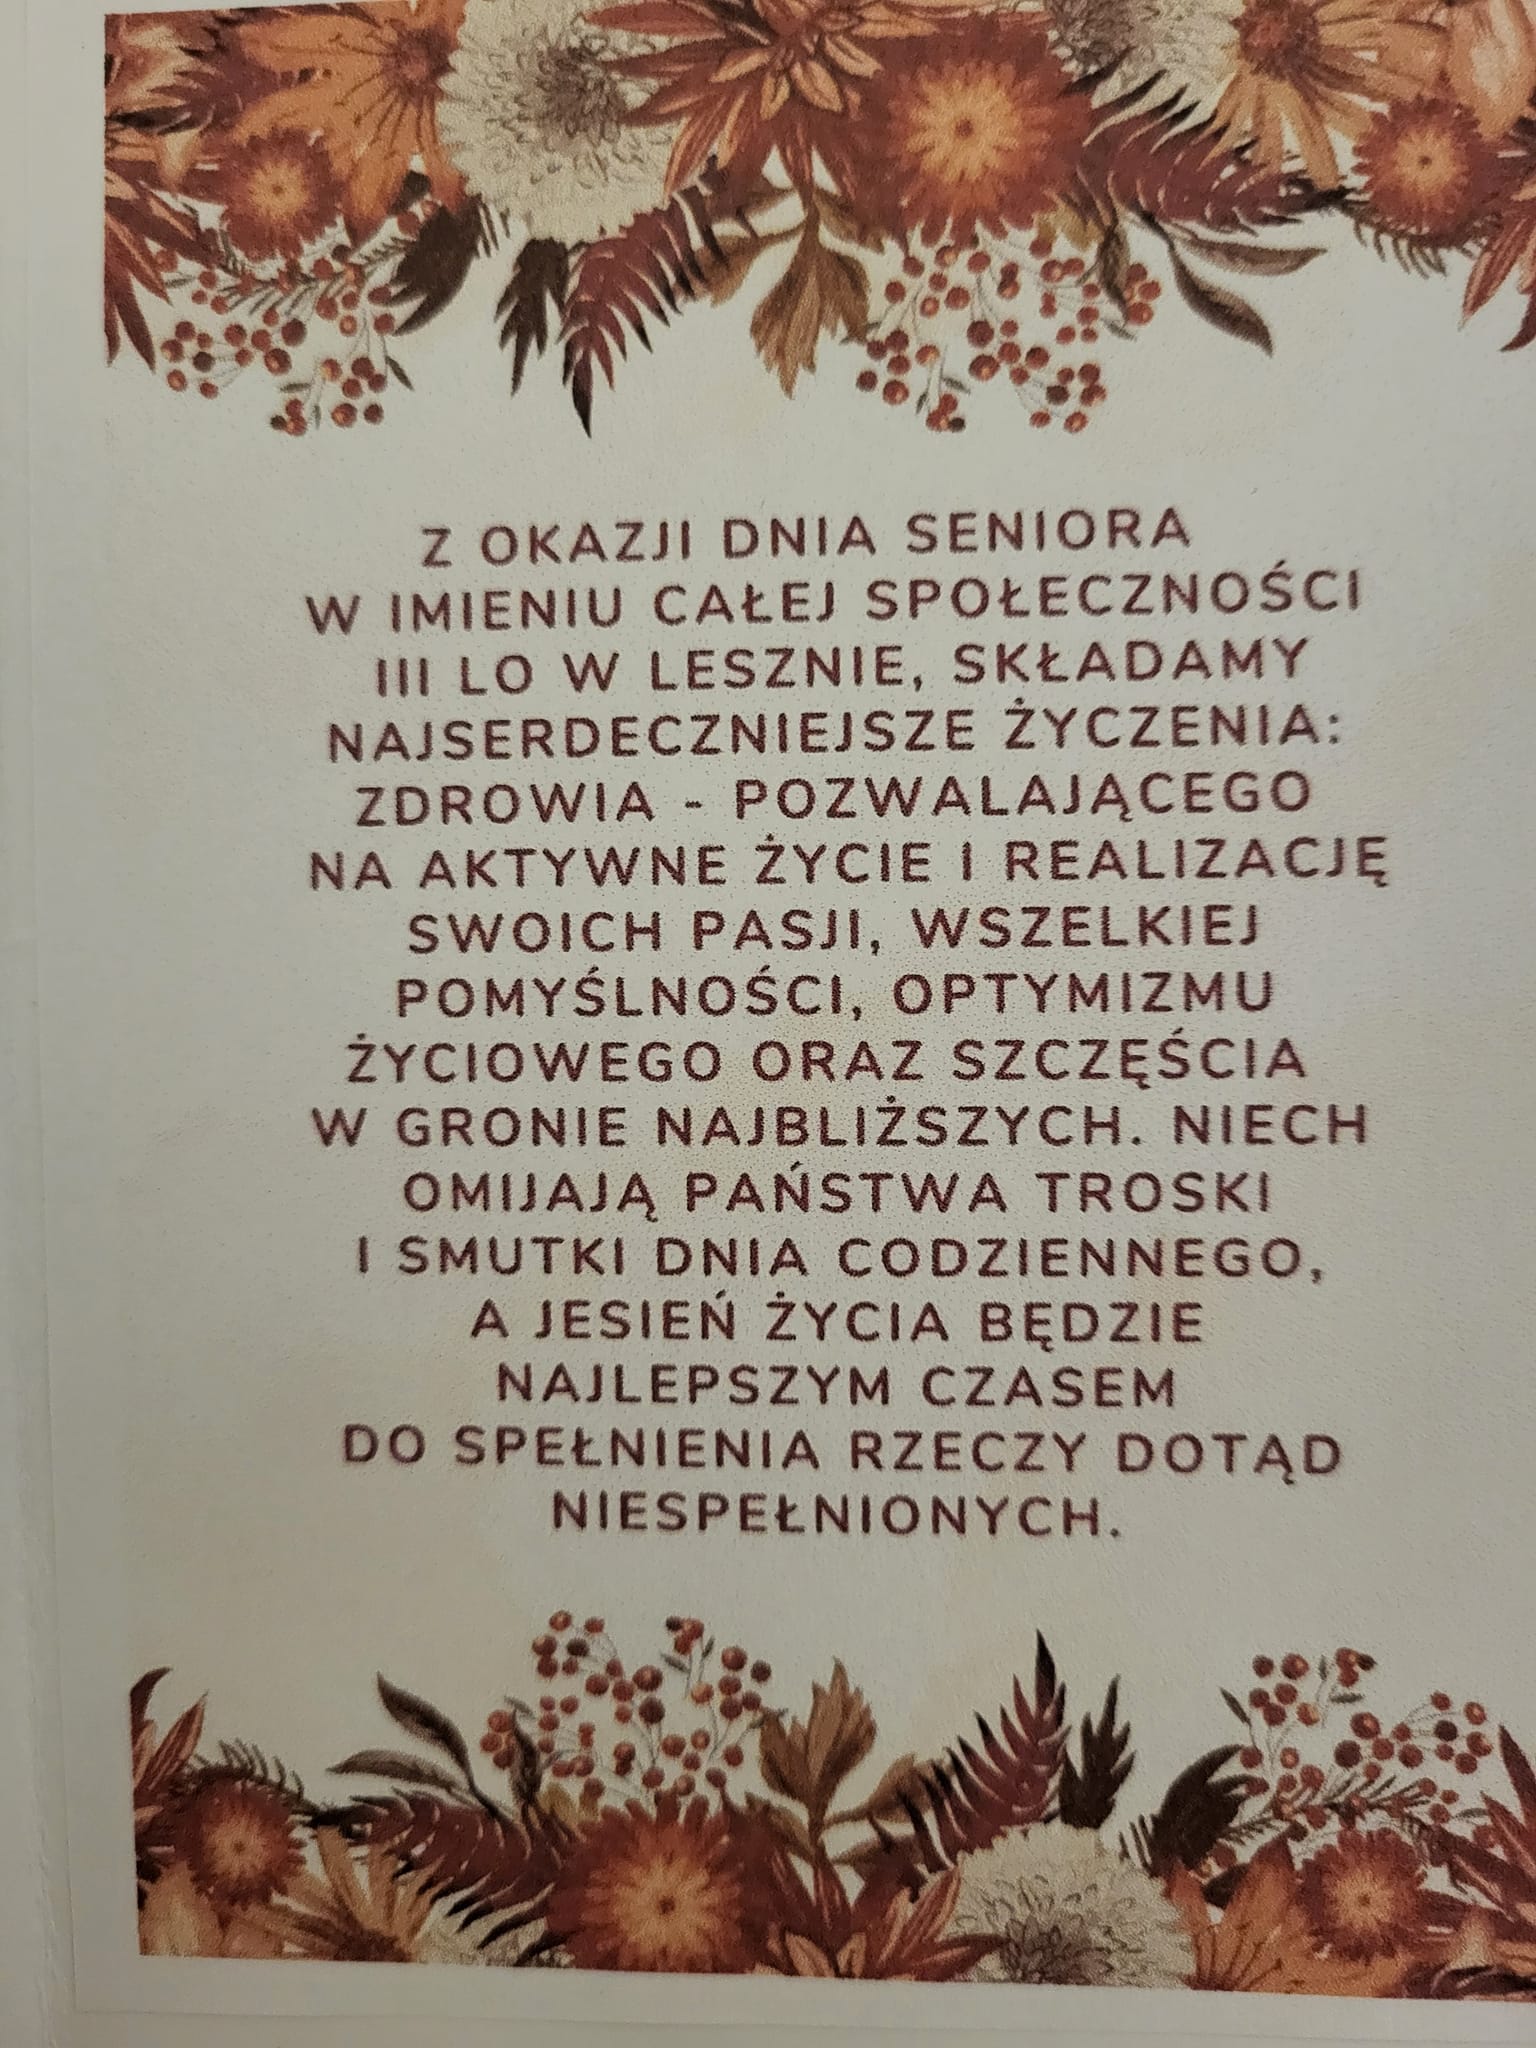 Z OKAZJI DNIA SENIORA
W IMIENIU CAŁEJ SPOŁECZNOŚCI
III LO W LESZNIE, SKŁADAMY
NAJSERDECZNIEJSZE ŻYCZENIA:
ZDROWIA - POZWALAJĄCEGO
NA AKTYWNE ŻYCIE I REALIZACJĘ
SWOICH PASJI, WSZELKIEJ
POMYŚLNOŚCI, OPTYMIZMU
ŻYCIOWEGO ORAZ SZCZĘŚCIA
W GRONIE NAJBLIŻSZYCH. NIECH
OMIJAJĄ PAŃSTWA TROSKI
I SMUTKI DNIA CODZIENNEGO,
A JESIEŃ ŻYCIA BĘDZIE
NAJLEPSZYM CZASEM
DO SPEŁNIENIA RZECZY DOTĄD
NIESPEŁNIONYCH.